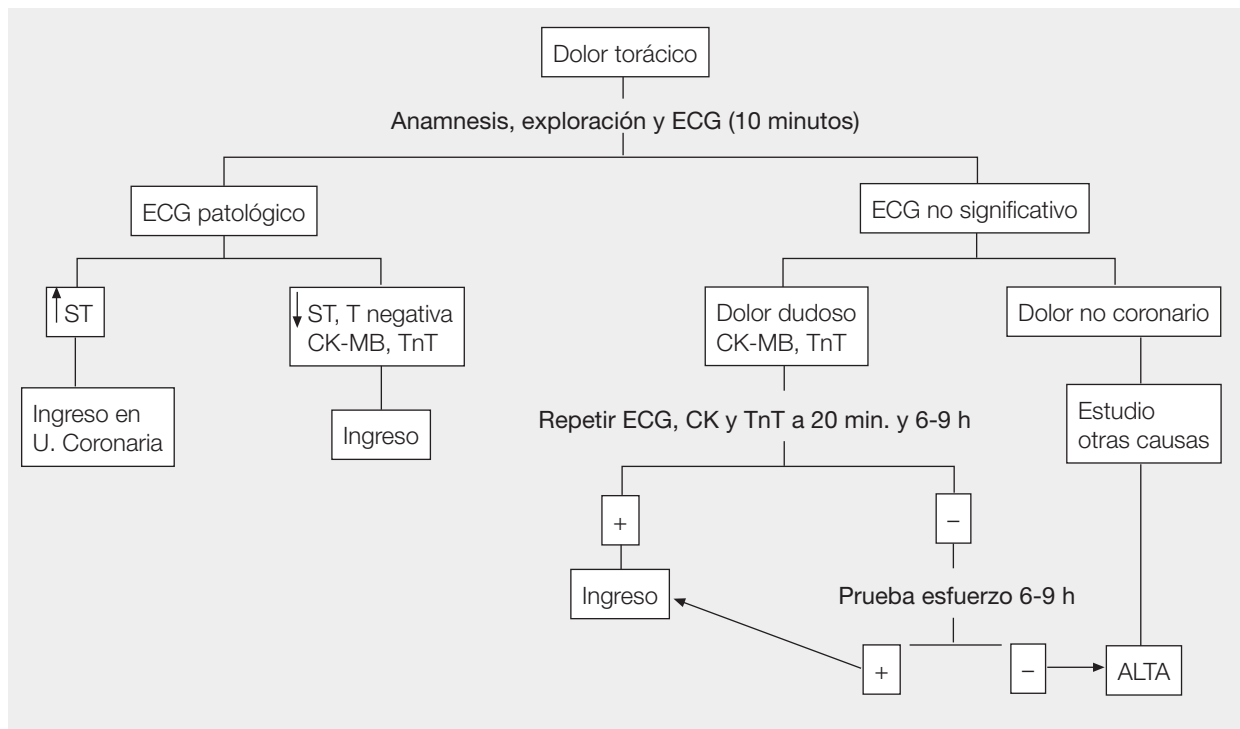 Dolor torácico
Anamnesis, exploración y ECG (10 minutos)
ECG patológico
ECG no significativo
ST
ST, T negativa
CK-MB, TnT
Dolor dudoso
CK-MB, TnT
Dolor no coronario
Ingreso en
U. Coronaria
Ingreso
Repetir ECG, CK y TnT a 20 min. y 6-9 h
Estudio
otras causas
+
–
Ingreso
Prueba esfuerzo 6-9 h
+
–
ALTA